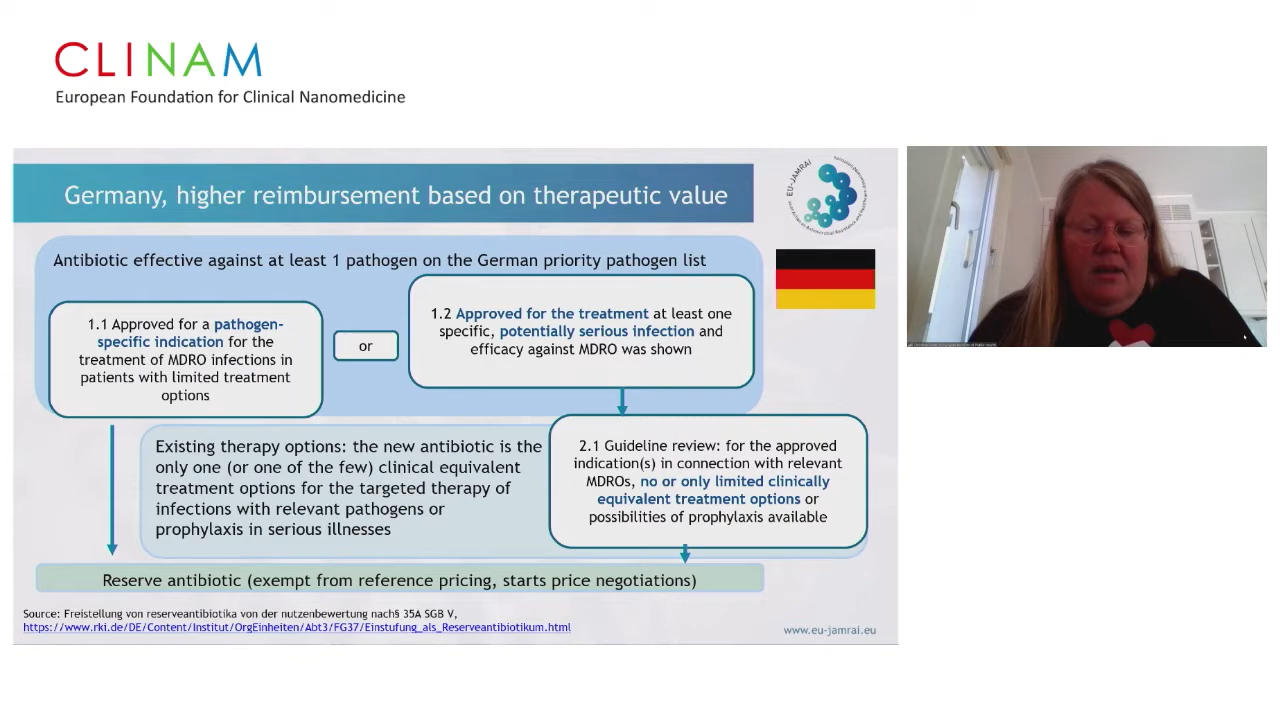 CLINAM
European Foundation for Clinical Nanomedicine
Germany, higher reimbursement based on therapeutic value
EU-JAMRAI
Antibiotic effective against at least 1 pathogen on the German priority pathogen list
1.1 Approved for a pathogen-
specific indication for the
treatment of MDRO infections in
patients with limited treatment
options
or
1.2 Approved for the treatment at least one
specific, potentially serious infection and
efficacy against MDRO was shown
Existing therapy options: the new antibiotic is the
only one (or one of the few) clinical equivalent
treatment options for the targeted therapy of
infections with relevant pathogens or
prophylaxis in serious illnesses
2.1 Guideline review: for the approved
indication(s) in connection with relevant
MDROs, no or only limited clinically
equivalent treatment options or
possibilities of prophylaxis available
Reserve antibiotic (exempt from reference pricing, starts price negotiations)
Source: Freistellung von reserveantibiotika von der nutzenbewertung nach§ 35A SGB V,
https://www.rki.de/DE/Content/Institut/OrgEinheiten/Abt3/FG37/Einstufung_als_Reserveantibiotikum.html
www.eu-jamrai.eu